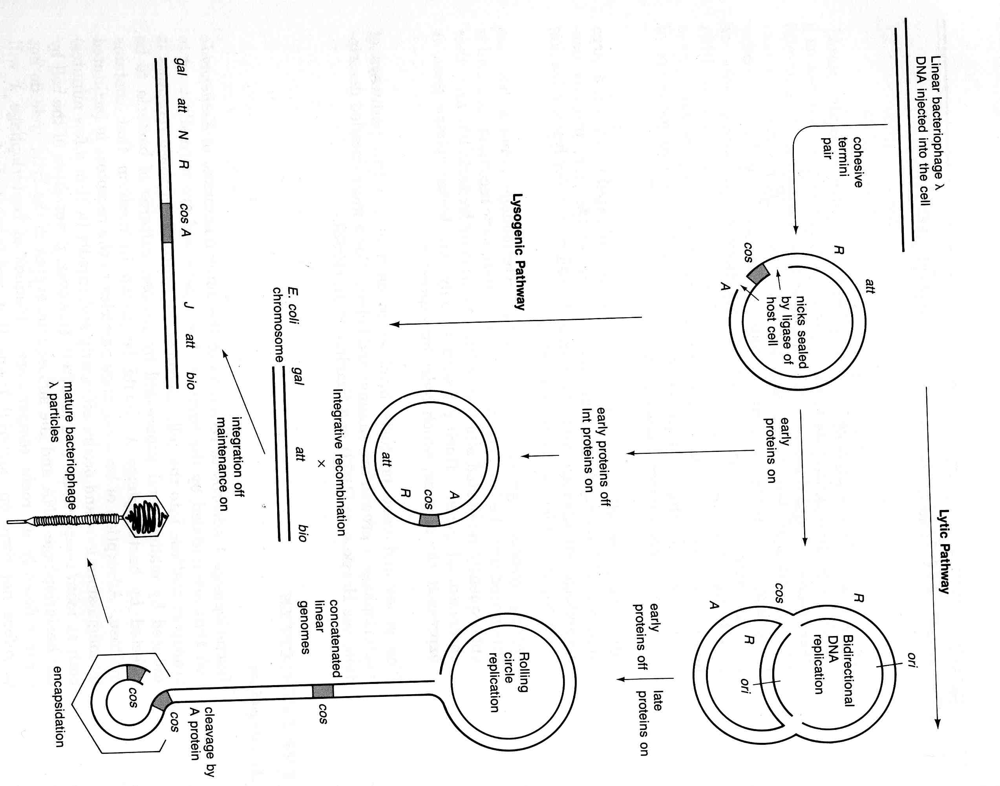 Linear bacteriophage λ
DNA injected into the cell
cohesive
termini
pair
R
att
cos
A
nicks sealed
by ligase of
host cell
Lytic Pathway
early
proteins on
ori
R
cos
A
Bidirectional
DNA
replication
R
ori
Lysogenic Pathway
early proteins off
Int proteins on
early
proteins off
late
proteins on
A
cos
R
att
Integrative recombination
×
E. coli
chromosome
gal
att
bio
integration off
maintenance on
gal
att
N
R
cos A
J
att
bio
Rolling
circle
replication
concatenated
linear
genomes
cos
cleavage by
A protein
cos
cos
encapsidation
mature bacteriophage
λ particles